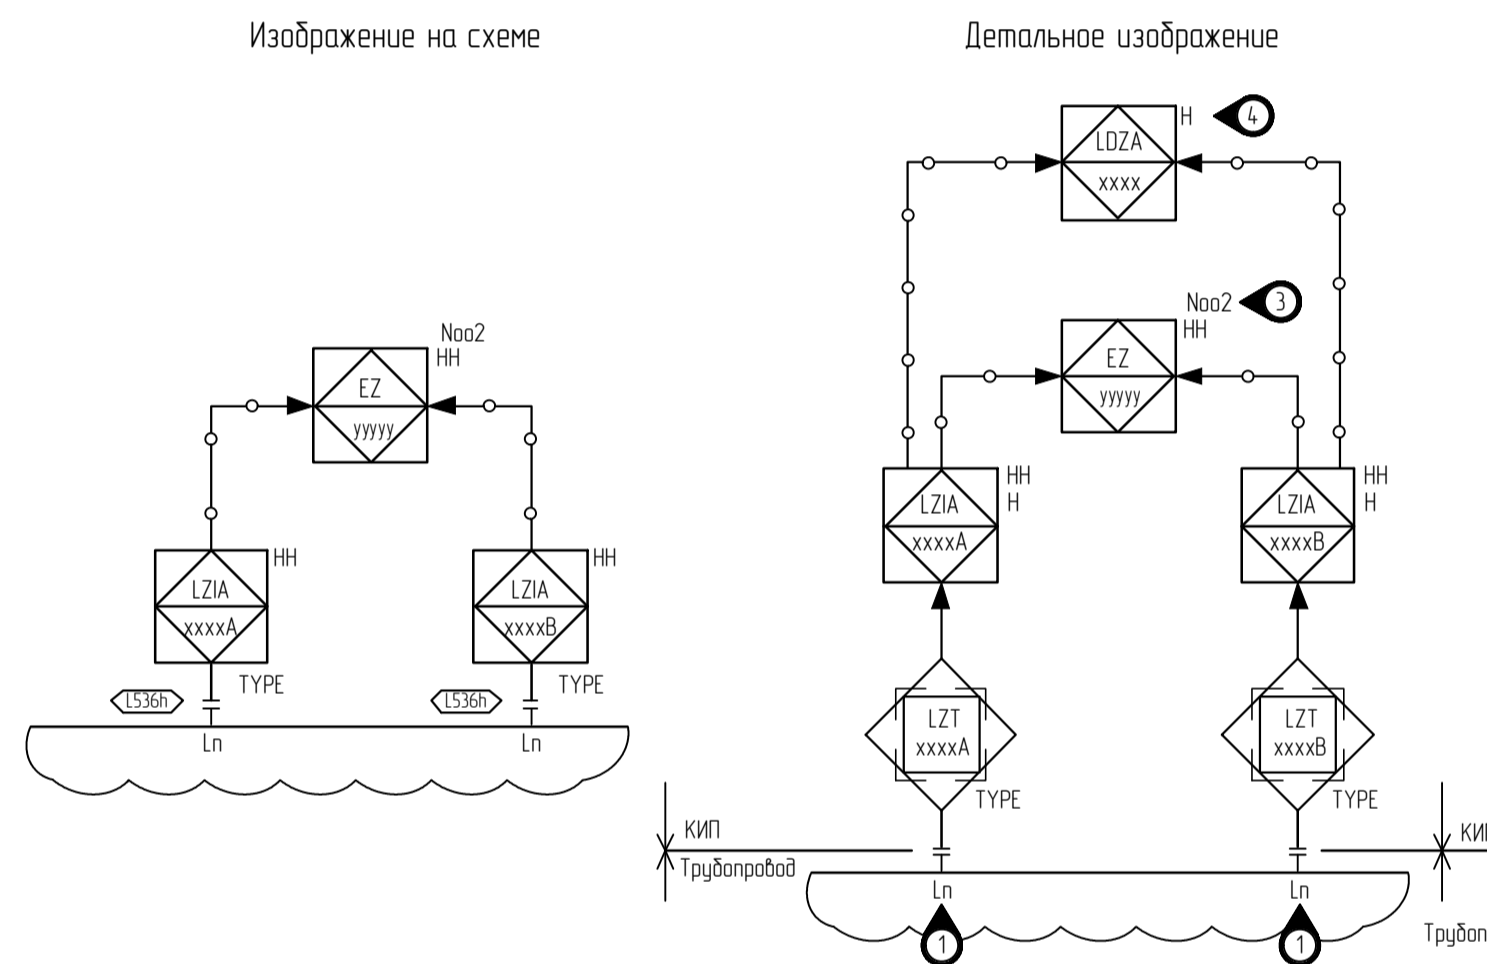 Изображение на схеме
Noo2
HH
EZ
yyyyy
LZIA
xxxxA
HH
LZIA
xxxxB
HH
L536h
TYPE
L536h
TYPE
Ln
Ln
Детальное изображение
LDZA
xxxx
H
4
Noo2
3
HH
EZ
yyyyy
LZIA
xxxxA
HH
H
LZIA
xxxxB
HH
H
LZT
xxxxA
TYPE
LZT
xxxxB
TYPE
КИП
Трубопровод
Ln
Ln
1
1
КИ
Трубоп